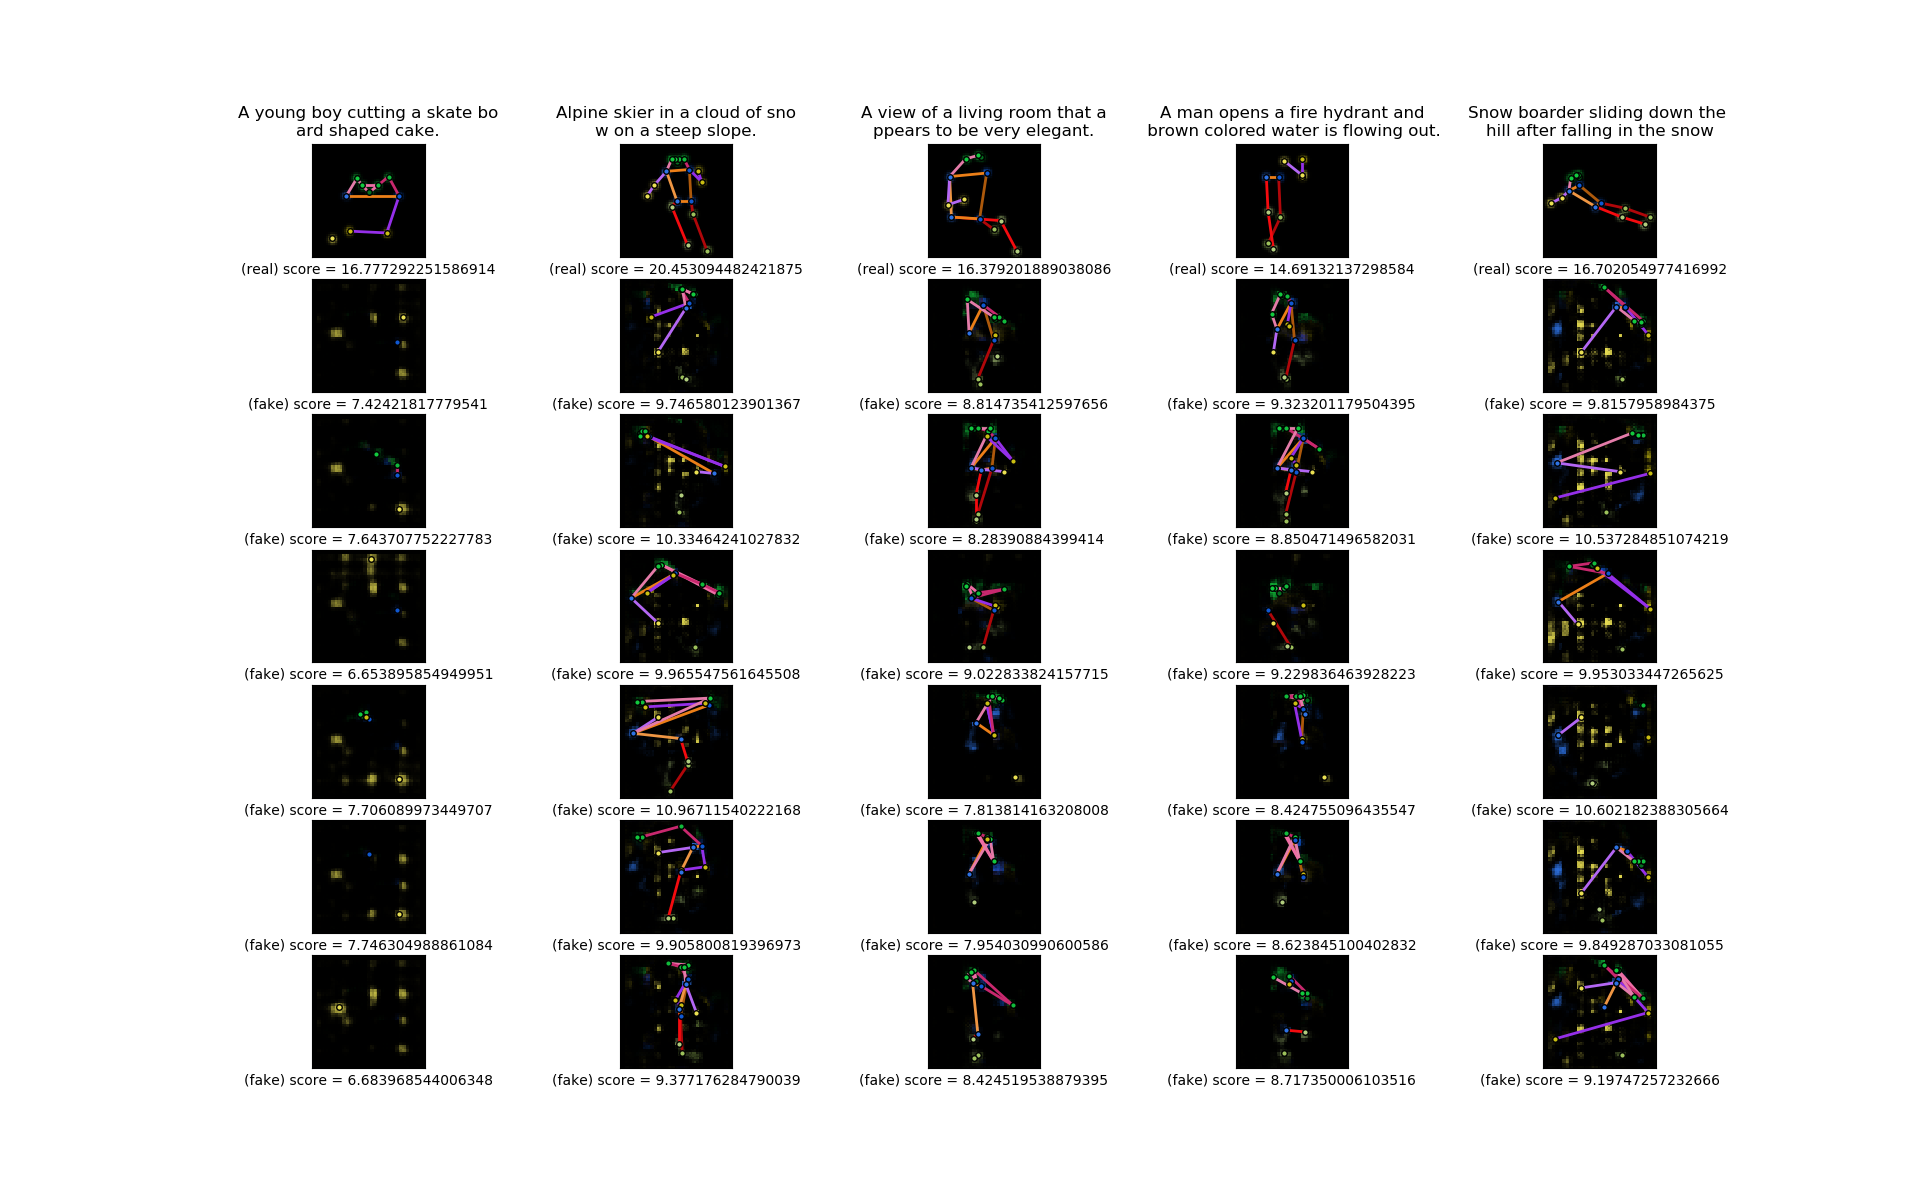 A young boy cutting a skate bo
ard shaped cake.
Alpine skier in a cloud of sno
w on a steep slope.
A view of a living room that a
ppears to be very elegant.
A man opens a fire hydrant and
brown colored water is flowing out.
Snow boarder sliding down the
hill after falling in the snow
(real) score = 16.777292251586914
(real) score = 20.453094482421875
(real) score = 16.379201889038086
(real) score = 14.69132137298584
(real) score = 16.702054977416992
(fake) score = 7.42421817779541
(fake) score = 9.746580123901367
(fake) score = 8.814735412597656
(fake) score = 9.323201179504395
(fake) score = 9.8157958984375
(fake) score = 7.643707752227783
(fake) score = 10.33464241027832
(fake) score = 8.28390884399414
(fake) score = 8.850471496582031
(fake) score = 10.537284851074219
(fake) score = 6.653895854949951
(fake) score = 9.965547561645508
(fake) score = 9.022833824157715
(fake) score = 9.229836463928223
(fake) score = 9.953033447265625
(fake) score = 7.706089973449707
(fake) score = 10.96711540222168
(fake) score = 7.813814163208008
(fake) score = 8.424755096435547
(fake) score = 10.602182388305664
(fake) score = 7.746304988861084
(fake) score = 9.905800819396973
(fake) score = 7.954030990600586
(fake) score = 8.623845100402832
(fake) score = 9.849287033081055
(fake) score = 6.683968544006348
(fake) score = 9.377176284790039
(fake) score = 8.424519538879395
(fake) score = 8.717350006103516
(fake) score = 9.19747257232666